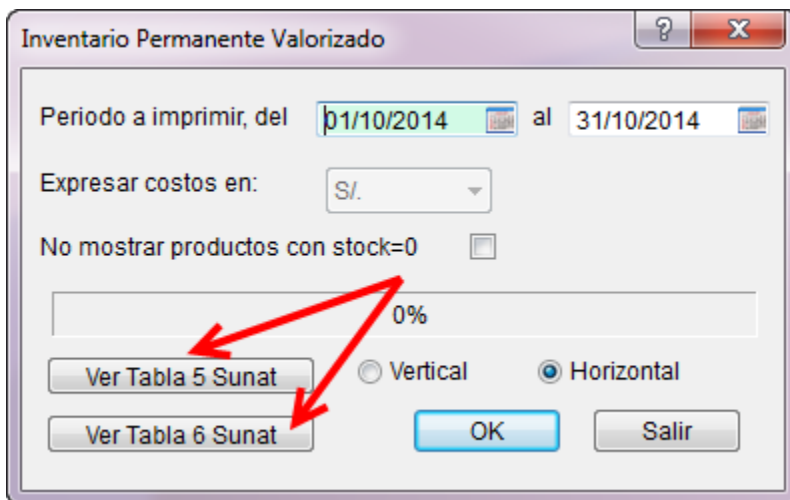 Inventario Permanente Valorizado
Periodo a imprimir, del 01/10/2014 al 31/10/2014
Expresar costos en: S/.
No mostrar productos con stock=0
0%
Ver Tabla 5 Sunat Vertical Horizontal
Ver Tabla 6 Sunat OK Salir